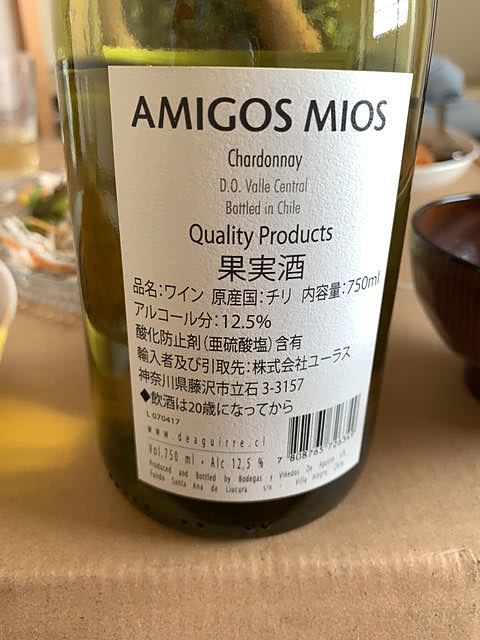 AMIGOS MIOS
Chardonnay
D.O. Valle Central
Bottled in Chile
Quality Products
果実酒
品名:ワイン 原産国:チリ 内容量:750ml
アルコール分:12.5%
酸化防止剤(亜硫酸塩)含有
輸入者及び引取先:株式会社ユーラス
神奈川県藤沢市立石 3-3157
◆飲酒は20歳になってから
L 070417
www.deaguirre.cl
Vol.750 ml - Alc 12,5 %
Produced and Bottled by Bodegas y Viñedos De Aguirre S.A.
Fundo Santa Ana de Liucura s/n Villa Alegre, Chile